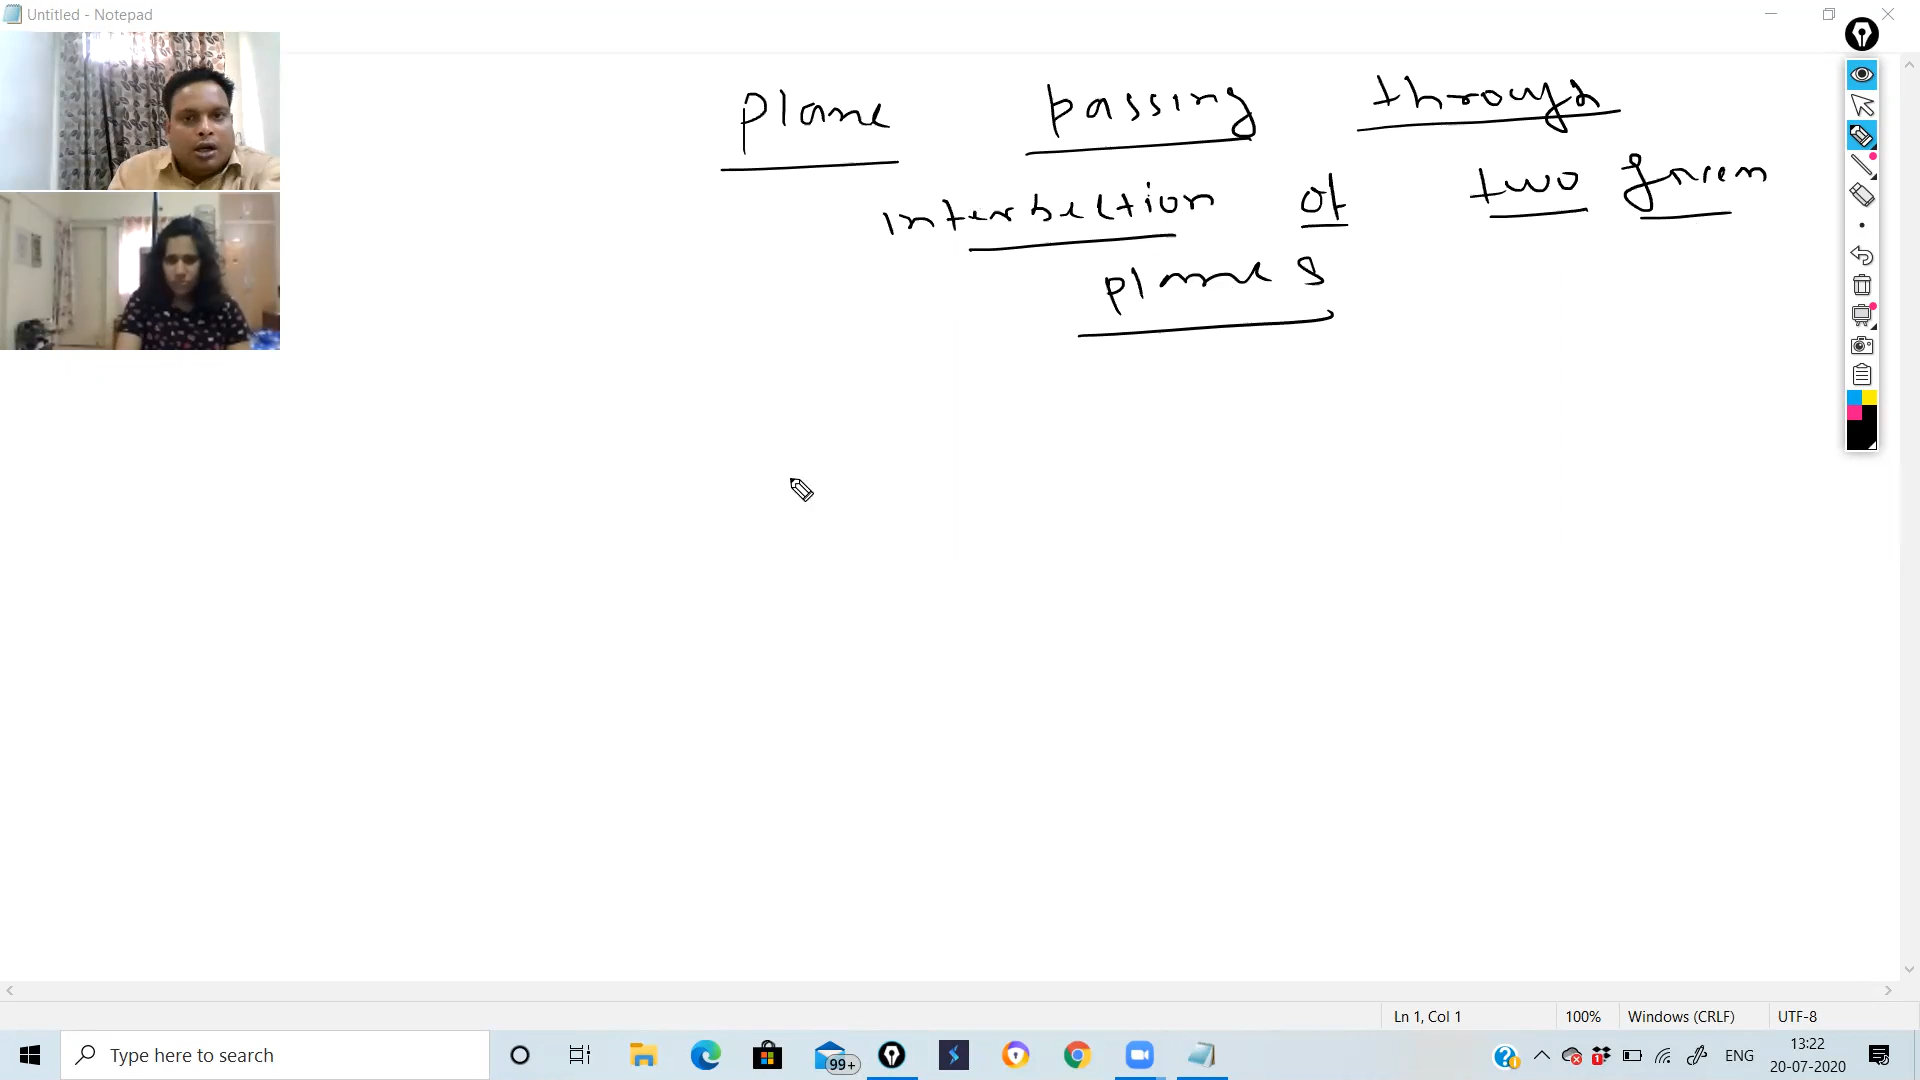 Untitled - Notepad
plane passing through
intersection of two given
planes
Ln 1, Col 1
100%
Windows (CRLF)
UTF-8
Type here to search
99+
ENG
13:22
20-07-2020